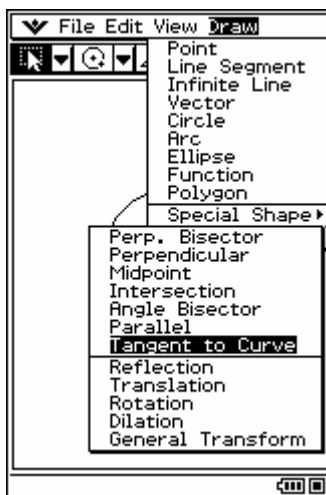 File Edit View Draw
Point
Line Segment
Infinite Line
Vector
Circle
Arc
Ellipse
Function
Polygon
Special Shape
Perp. Bisector
Perpendicular
Midpoint
Intersection
Angle Bisector
Parallel
Tangent to Curve
Reflection
Translation
Rotation
Dilation
General Transform